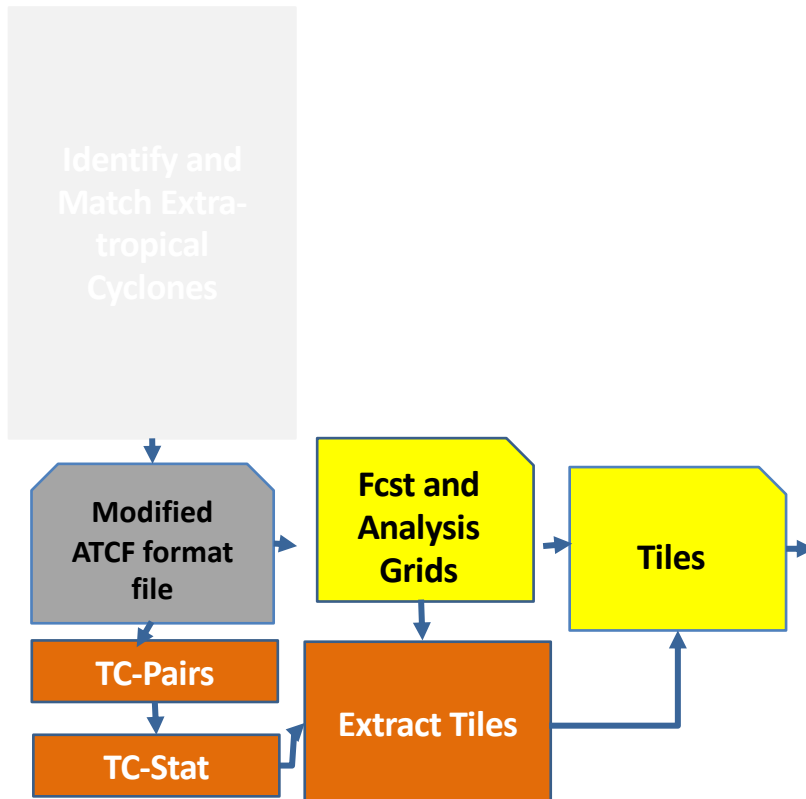 Identify and
Match Extra-
tropical
Cyclones
Modified
ATCF format
file
Fcst and
Analysis
Grids
Tiles
TC-Pairs
TC-Stat
Extract Tiles